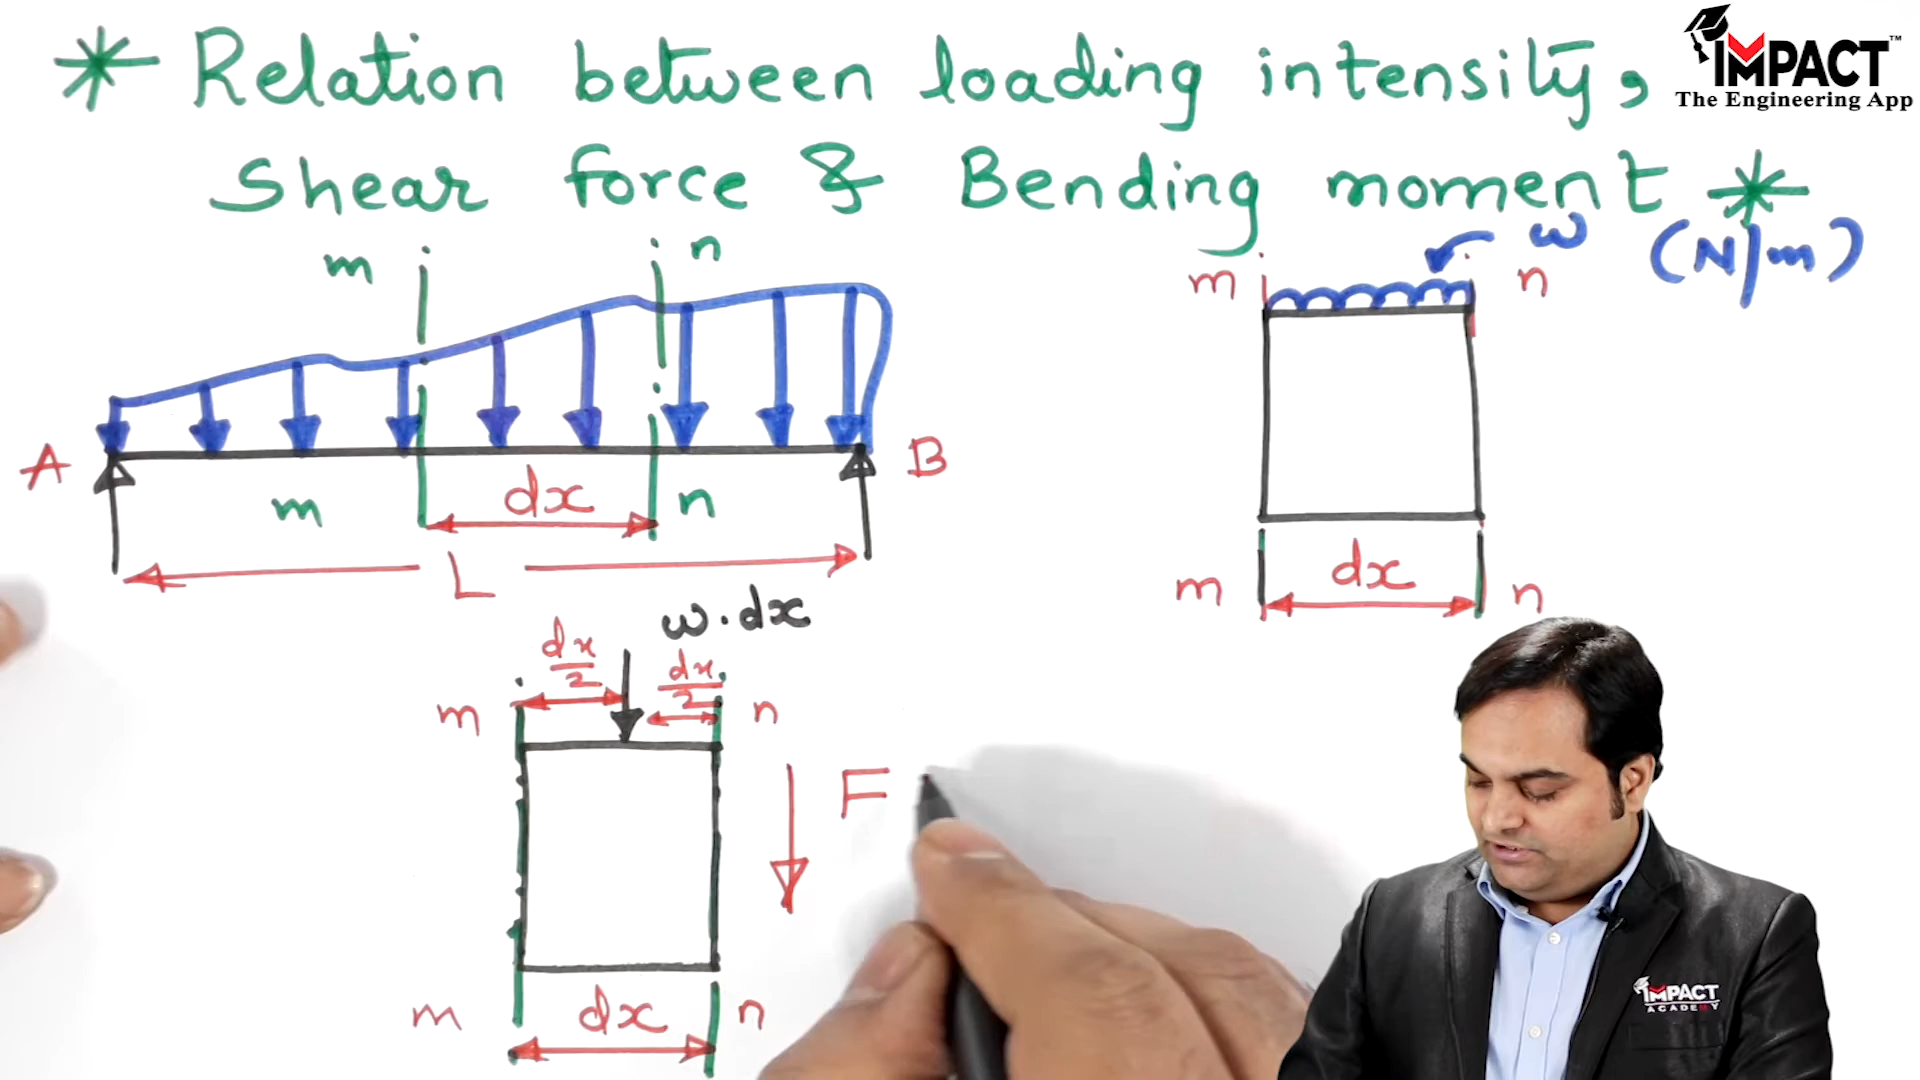 * Relation between loading intensity,
Shear force & Bending moment *
IMPACT™
The Engineering App
m n
A B
m dx n
L
m n ω (N/m)
m dx n
ω·dx
dx/2 dx/2
m n
F
m dx n
IMPACT
ACADEMY